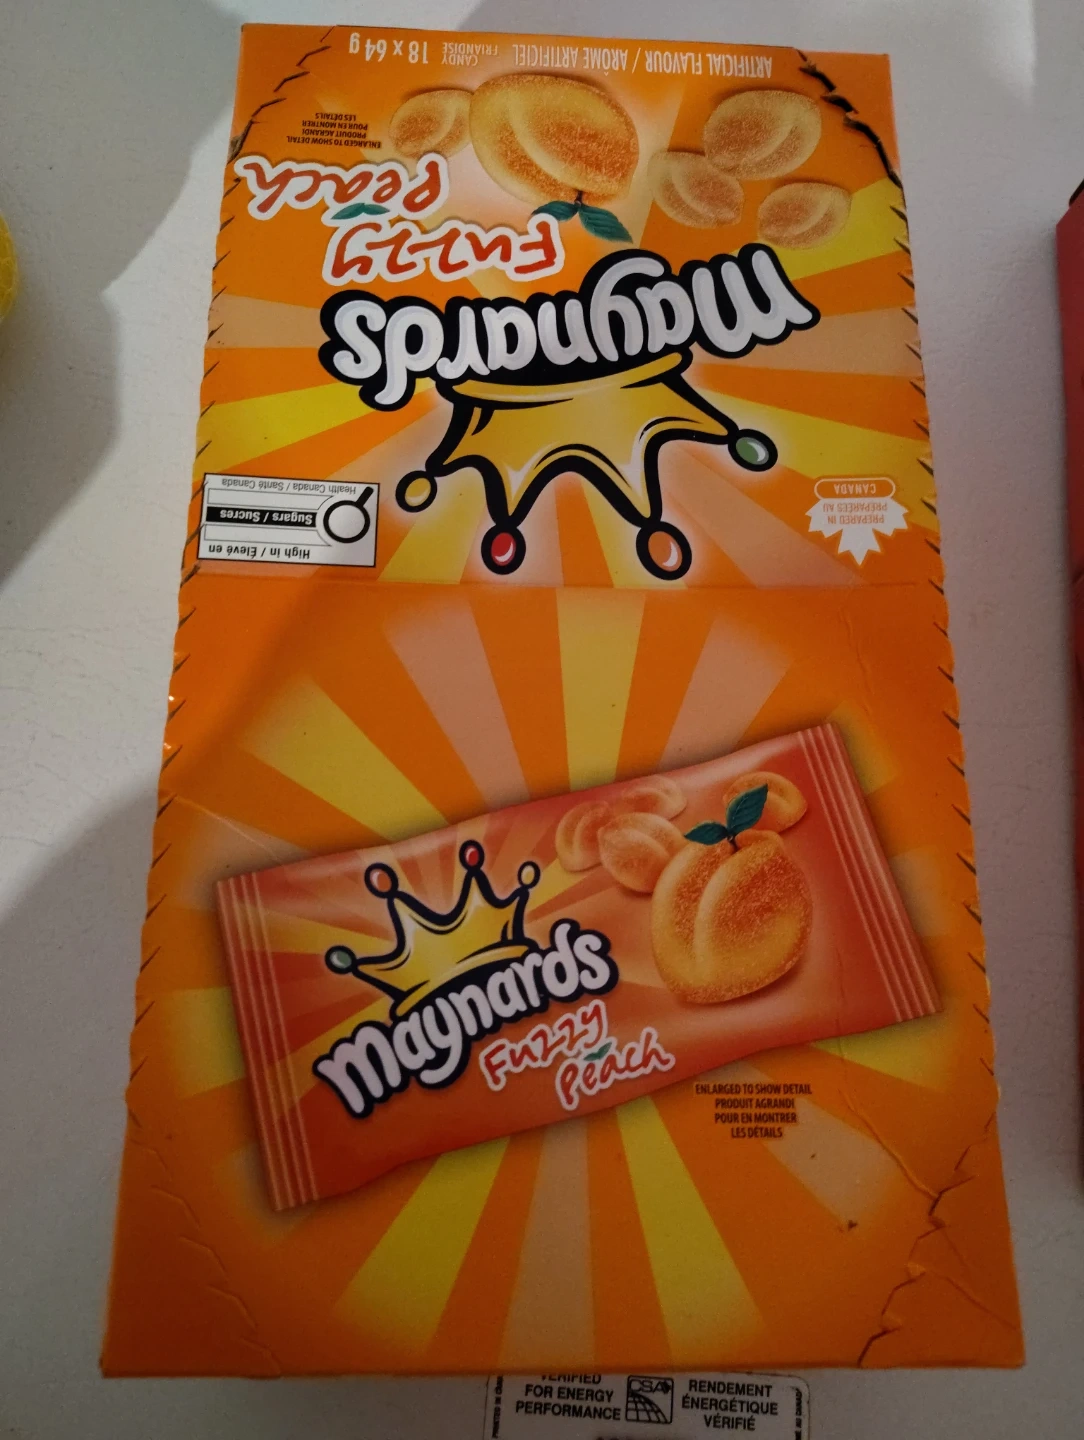 ARTIFICIAL FLAVOUR / ARÔME ARTIFICIEL
CANDY
FRIANDISE
18 x 64 g
ENLARGED TO SHOW DETAIL
PRODUIT AGRANDI
POUR EN MONTRER
LES DÉTAILS
Fuzzy
Peach
Maynards
PREPARED IN
PRÉPARÉES AU
CANADA
High in / Élevé en
Sugars / Sucres
Health Canada / Santé Canada
Maynards
Fuzzy
Peach
ENLARGED TO SHOW DETAIL
PRODUIT AGRANDI
POUR EN MONTRER
LES DÉTAILS
VERIFIED
FOR ENERGY
PERFORMANCE
CSA
RENDEMENT
ÉNERGÉTIQUE
VÉRIFIÉ